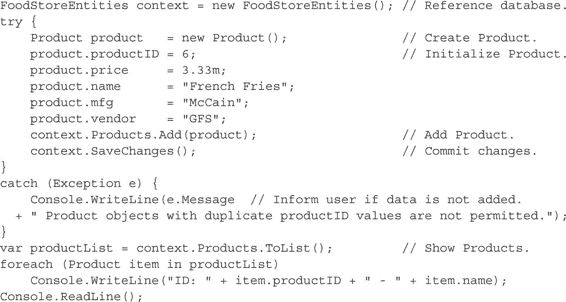 FoodStoreEntities context = new FoodStoreEntities(); // Reference database.
try {
    Product product   = new Product();              // Create Product.
    product.productID = 6;                          // Initialize Product.
    product.price     = 3.33m;
    product.name      = "French Fries";
    product.mfg       = "McCain";
    product.vendor    = "GFS";
    context.Products.Add(product);                  // Add Product.
    context.SaveChanges();                          // Commit changes.
}
catch (Exception e) {
    Console.WriteLine(e.Message  // Inform user if data is not added.
  + " Product objects with duplicate productID values are not permitted.");
}
var productList = context.Products.ToList();        // Show Products.
foreach (Product item in productList)
    Console.WriteLine("ID: " + item.productID + " - " + item.name);
Console.ReadLine();